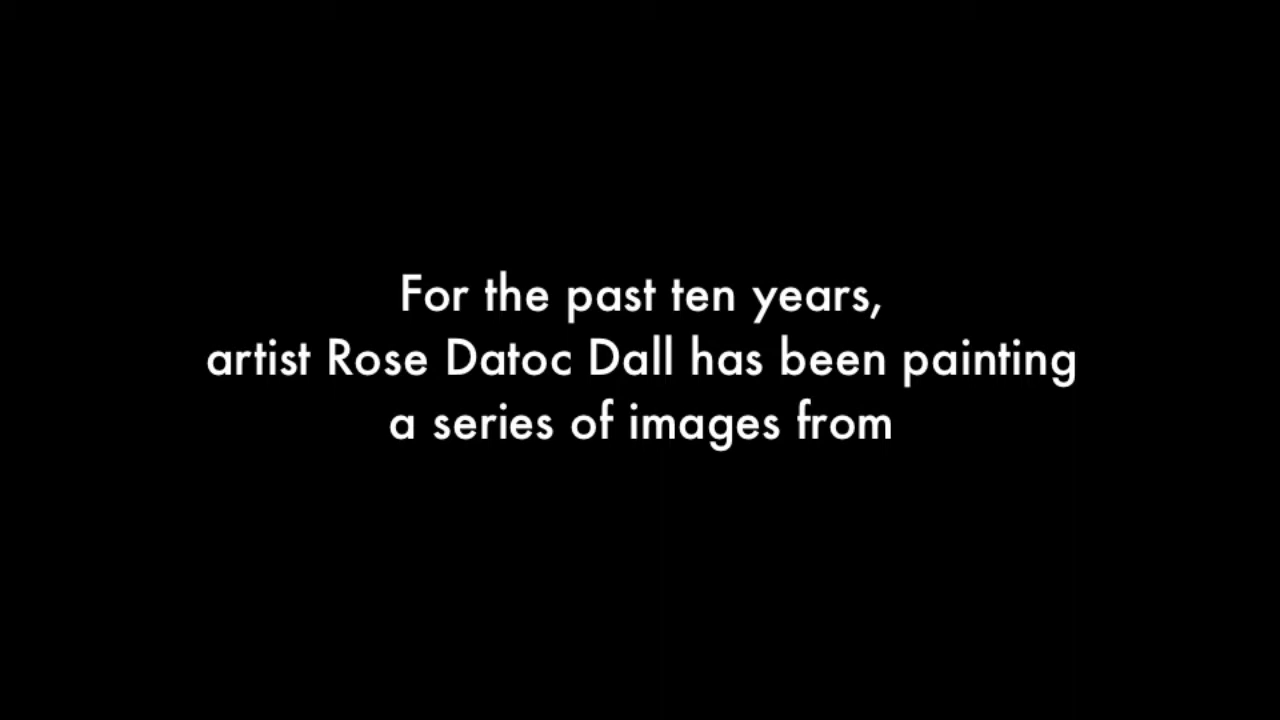 For the past ten years,
artist Rose Datoc Dall has been painting
a series of images from